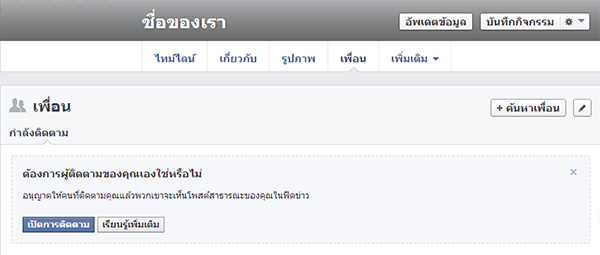 ชื่อของเรา
อัพเดตข้อมูล
บันทึกกิจกรรม
ไทม์ไลน์ เกี่ยวกับ รูปภาพ เพื่อน เพิ่มเติม
เพื่อน
+ ค้นหาเพื่อน
กำลังติดตาม
ต้องการผู้ติดตามของคุณเองใช่หรือไม่
อนุญาตให้คนที่ติดตามคุณแล้วพวกเขาจะเห็นโพสต์สาธารณะของคุณในฟีดข่าว
เปิดการติดตาม เรียนรู้เพิ่มเติม